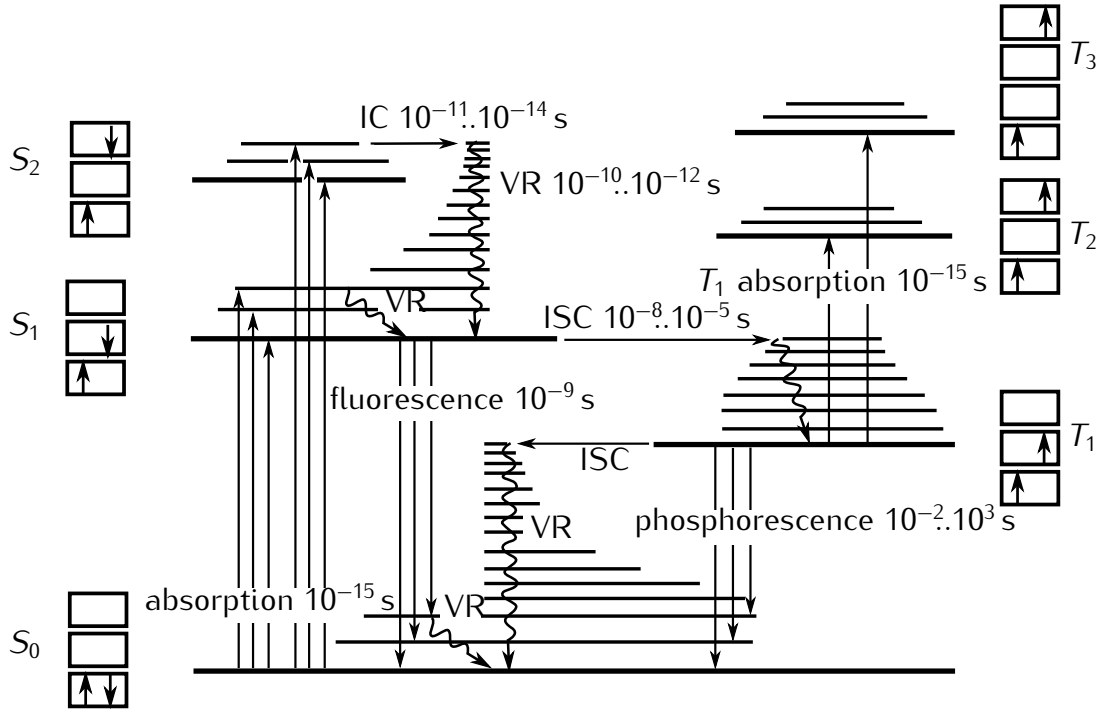 T₃
IC 10⁻¹¹..10⁻¹⁴ s
S₂
VR 10⁻¹⁰..10⁻¹² s
T₂
T₁ absorption 10⁻¹⁵ s
VR
S₁
ISC 10⁻⁸..10⁻⁵ s
fluorescence 10⁻⁹ s
T₁
ISC
VR
phosphorescence 10⁻²..10³ s
absorption 10⁻¹⁵ s
VR
S₀